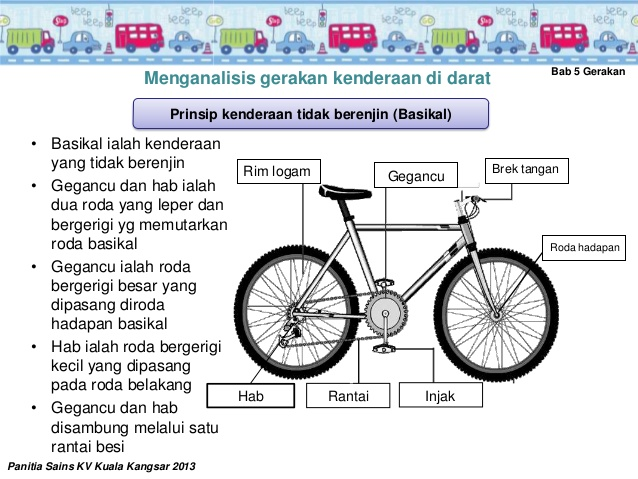 Bab 5 Gerakan
Menganalisis gerakan kenderaan di darat
Prinsip kenderaan tidak berenjin (Basikal)
• Basikal ialah kenderaan
yang tidak berenjin
• Gegancu dan hab ialah
dua roda yang leper dan
bergerigi yg memutarkan
roda basikal
• Gegancu ialah roda
bergerigi besar yang
dipasang diroda
hadapan basikal
• Hab ialah roda bergerigi
kecil yang dipasang
pada roda belakang
• Gegancu dan hab
disambung melalui satu
rantai besi
Rim logam
Gegancu
Brek tangan
Roda hadapan
Hab
Rantai
Injak
Panitia Sains KV Kuala Kangsar 2013